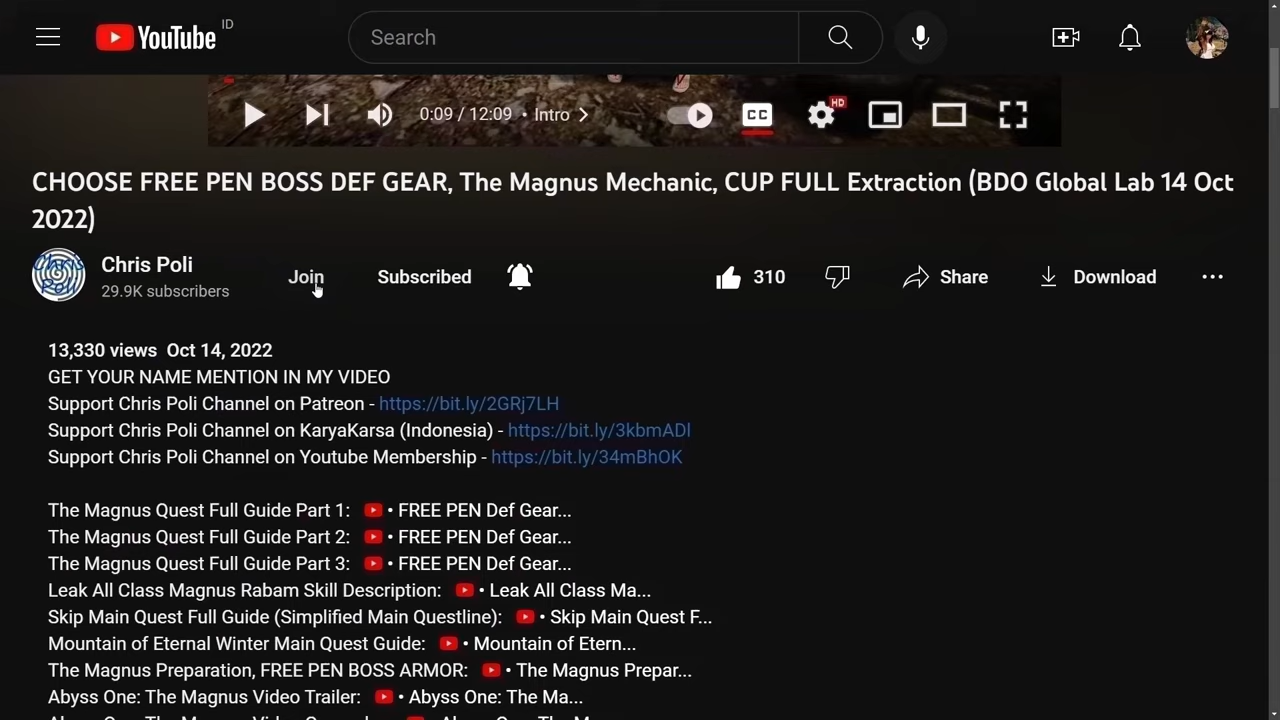 YouTube ID
Search
0:09 / 12:09 • Intro
CC
HD
CHOOSE FREE PEN BOSS DEF GEAR, The Magnus Mechanic, CUP FULL Extraction (BDO Global Lab 14 Oct
2022)
Chris Poli
Chris Poli
29.9K subscribers
Join
Subscribed
310
Share
Download
13,330 views Oct 14, 2022
GET YOUR NAME MENTION IN MY VIDEO
Support Chris Poli Channel on Patreon - https://bit.ly/2GRj7LH
Support Chris Poli Channel on KaryaKarsa (Indonesia) - https://bit.ly/3kbmADl
Support Chris Poli Channel on Youtube Membership - https://bit.ly/34mBhOK
The Magnus Quest Full Guide Part 1: • FREE PEN Def Gear...
The Magnus Quest Full Guide Part 2: • FREE PEN Def Gear...
The Magnus Quest Full Guide Part 3: • FREE PEN Def Gear...
Leak All Class Magnus Rabam Skill Description: • Leak All Class Ma...
Skip Main Quest Full Guide (Simplified Main Questline): • Skip Main Quest F...
Mountain of Eternal Winter Main Quest Guide: • Mountain of Etern...
The Magnus Preparation, FREE PEN BOSS ARMOR: • The Magnus Prepar...
Abyss One: The Magnus Video Trailer: • Abyss One: The Ma...